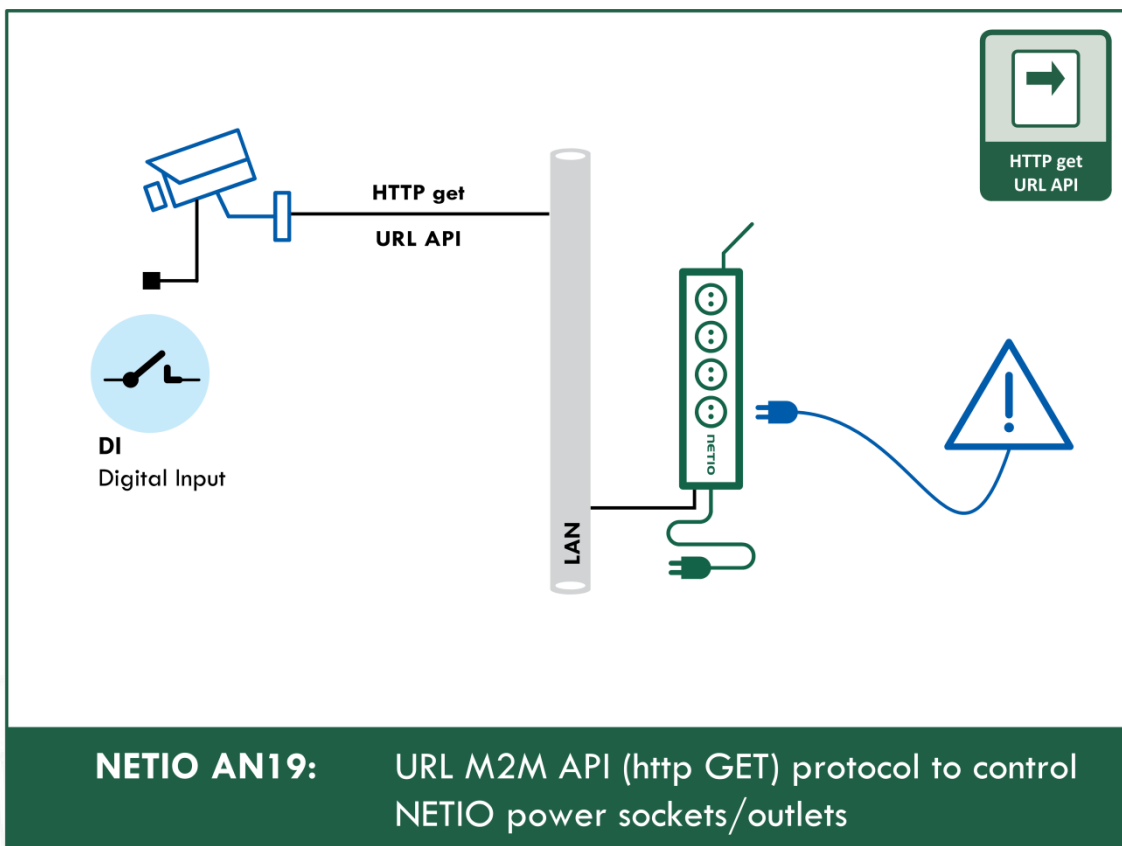 HTTP get
URL API
HTTP get
URL API
DI
Digital Input
NETIO
LAN
NETIO AN19: URL M2M API (http GET) protocol to control
NETIO power sockets/outlets